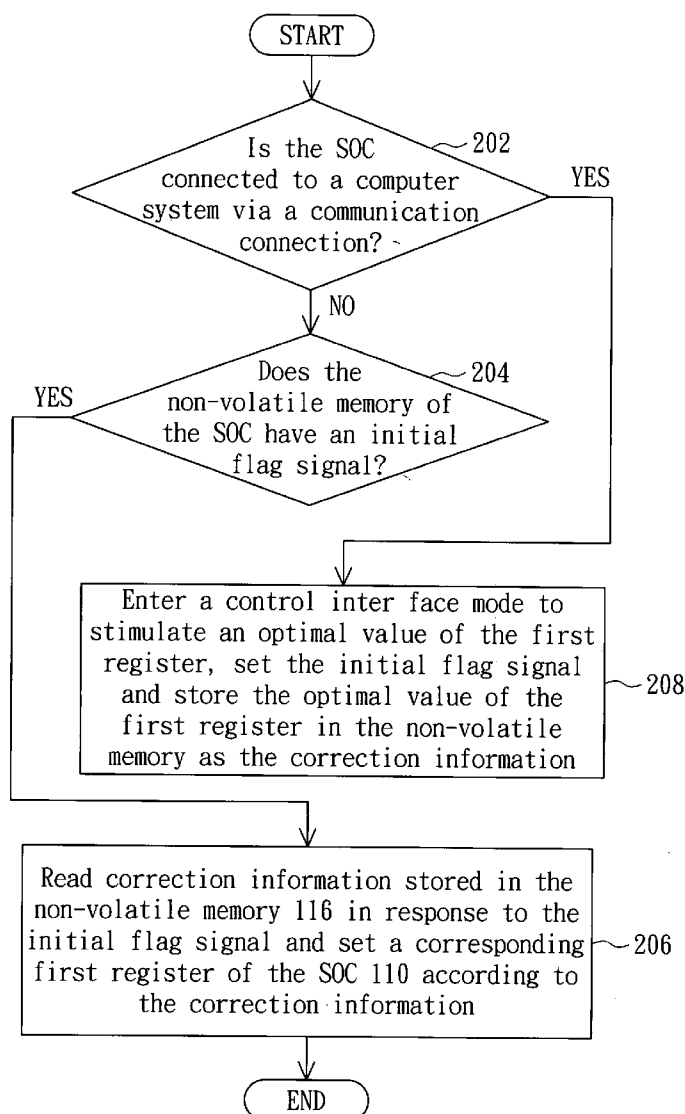 START
202
Is the SOC
connected to a computer
system via a communication
connection?
YES
NO
204
Does the
non-volatile memory of
the SOC have an initial
flag signal?
YES
Enter a control inter face mode to
stimulate an optimal value of the first
register, set the initial flag signal
and store the optimal value of the
first register in the non-volatile
memory as the correction information
208
Read correction information stored in the
non-volatile memory 116 in response to the
initial flag signal and set a corresponding
first register of the SOC 110 according to
the correction information
206
END